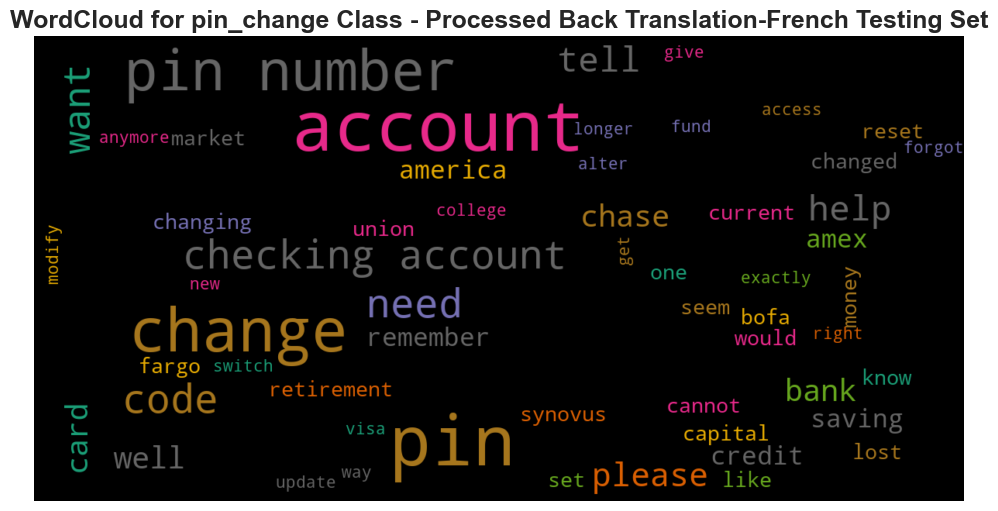 WordCloud for pin_change Class - Processed Back Translation-French Testing Set
pin number
tell
give
want
account
access
anymore
market
longer
fund
reset
forgot
america
alter
changed
college
changing
union
chase
current
help
modify
checking account
get
amex
one
exactly
new
need
seem
bofa
money
change
remember
would
right
fargo
switch
code
retirement
bank
know
card
visa
pin
synovus
cannot
saving
capital
well
credit
lost
update
way
set
please
like